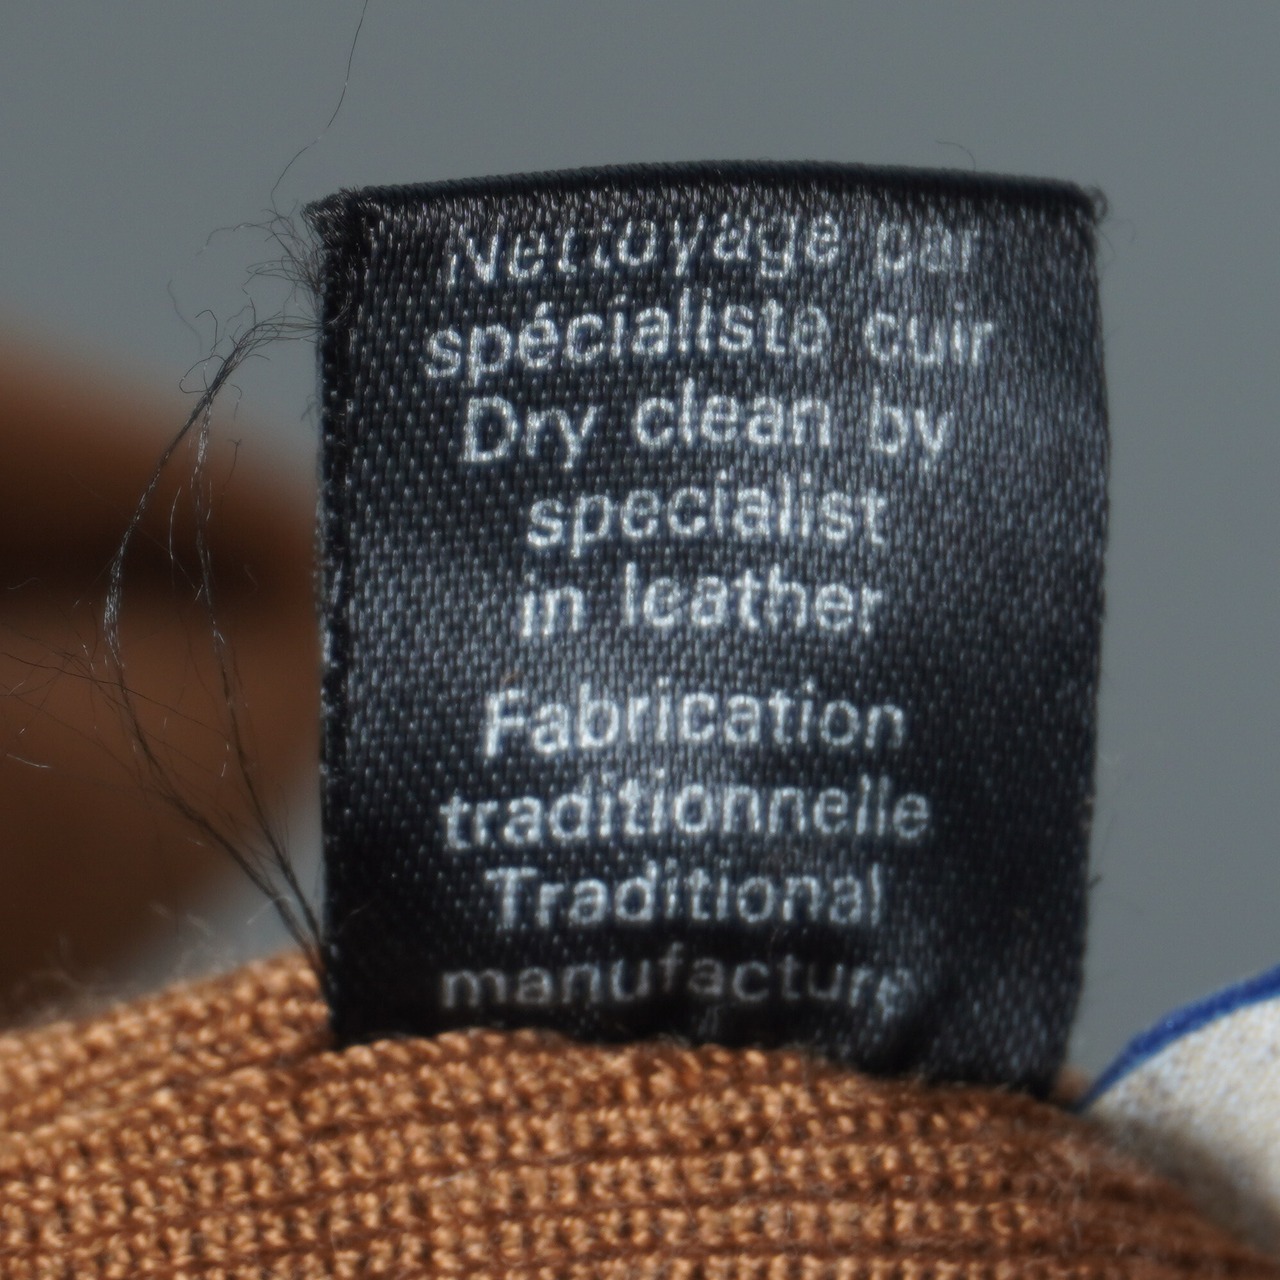 Nettoyage par
spécialiste cuir
Dry clean by
specialist
in leather
Fabrication
traditionnelle
Traditional
manufacture